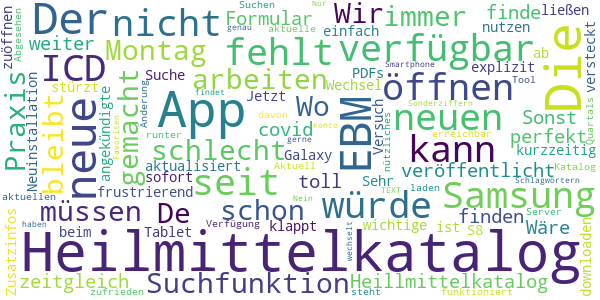 Suchen
Nur
genau
aktuelle
zuöffnen
Abgesehen
Der
nicht
Wir
immer
finde
ließen
Formular
weiter
einfach
nutzen
fehlt
verfügbar
Die
Montag
ab
explizit
versteckt
ICD
Suche
PDFs
Wechsel
Smartphone
Tool
Praxis
Neuinstallation
neue
bleibt
stürzt
angekündigte
gemacht
Änderung
Favoriten
App
arbeiten
Jetzt
findet
Wo
EBM
öffnen
Sonderziffern
Sonst
Quartals
covid
Versuch
neuen
perfekt
runter
davon
nützliches
gerne
Konto
erreichbar
Katalog
schlecht
Galaxy
kann
kurzzeitig
aktualisiert
Aktuell
Schlagwörtern
frustrierend
sofort
Sehr
laden
veröffentlicht
seit
toll
TEXT
aktuellen
De
Verfügung
würde
Samsung
müssen
schon
Nein
Server
Zusatzinfos
beim
Tablet
klappt
wichtige
ist
S8
finden
Wäre
downloaden
haben
wechselt
Heilmittelkatalog
zeitgleich
Suchfunktion
Heillmittelkatalog
zufrieden
steht
funktioniert